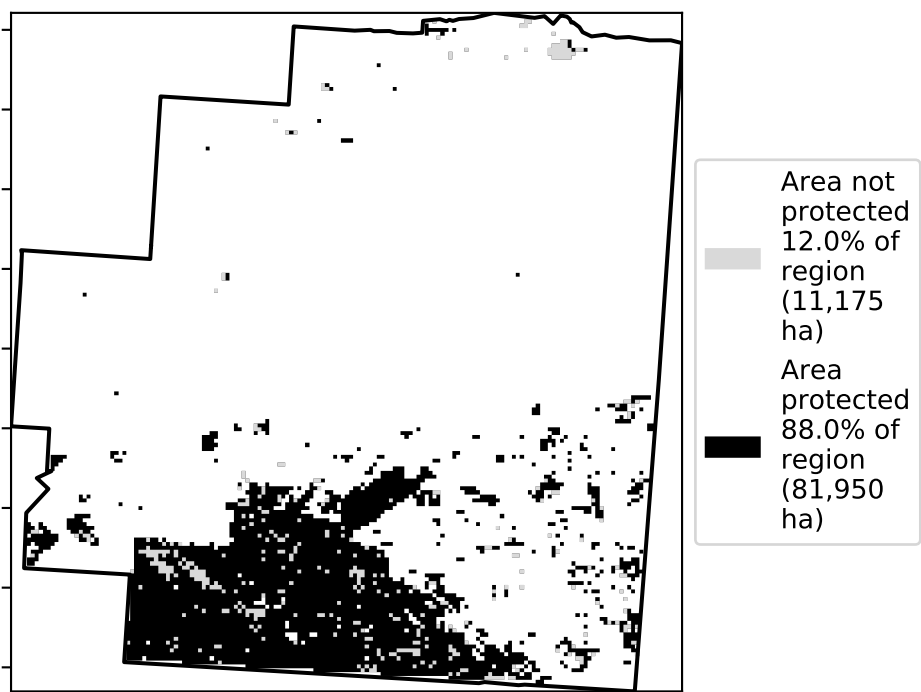 Area not
protected
12.0% of
region
(11,175
ha)
Area
protected
88.0% of
region
(81,950
ha)